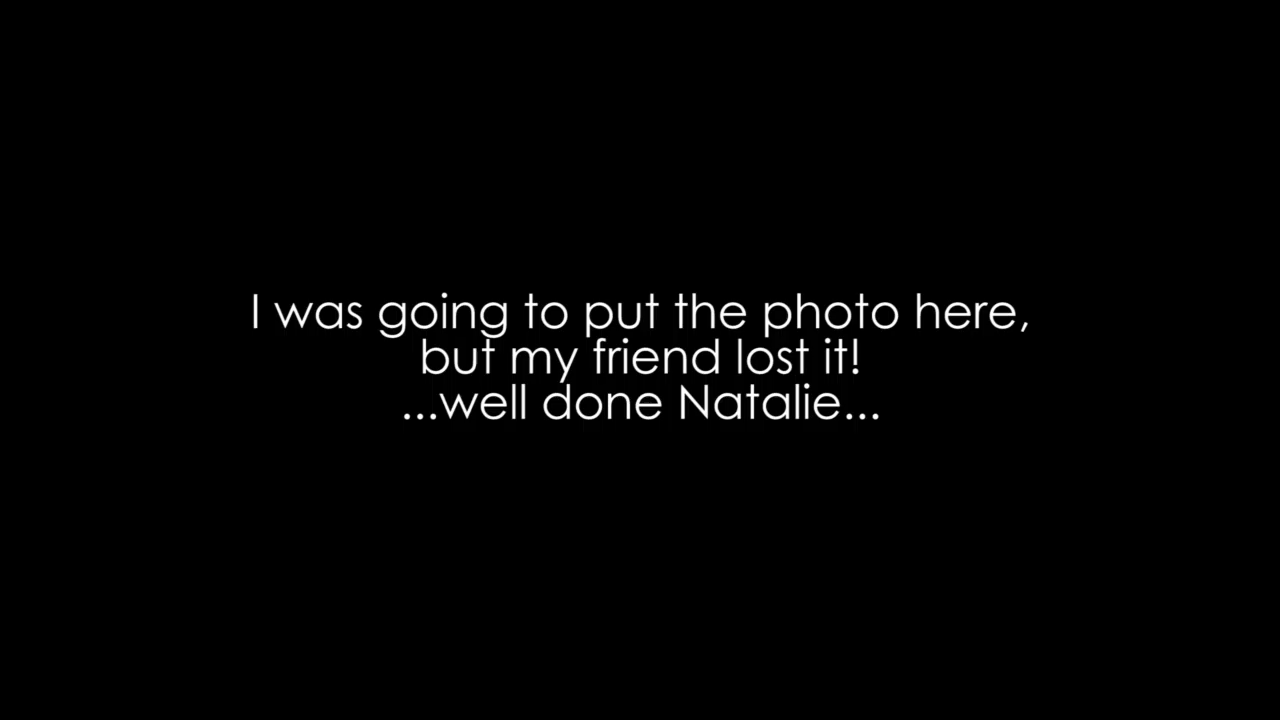 I was going to put the photo here,
but my friend lost it!
...well done Natalie...